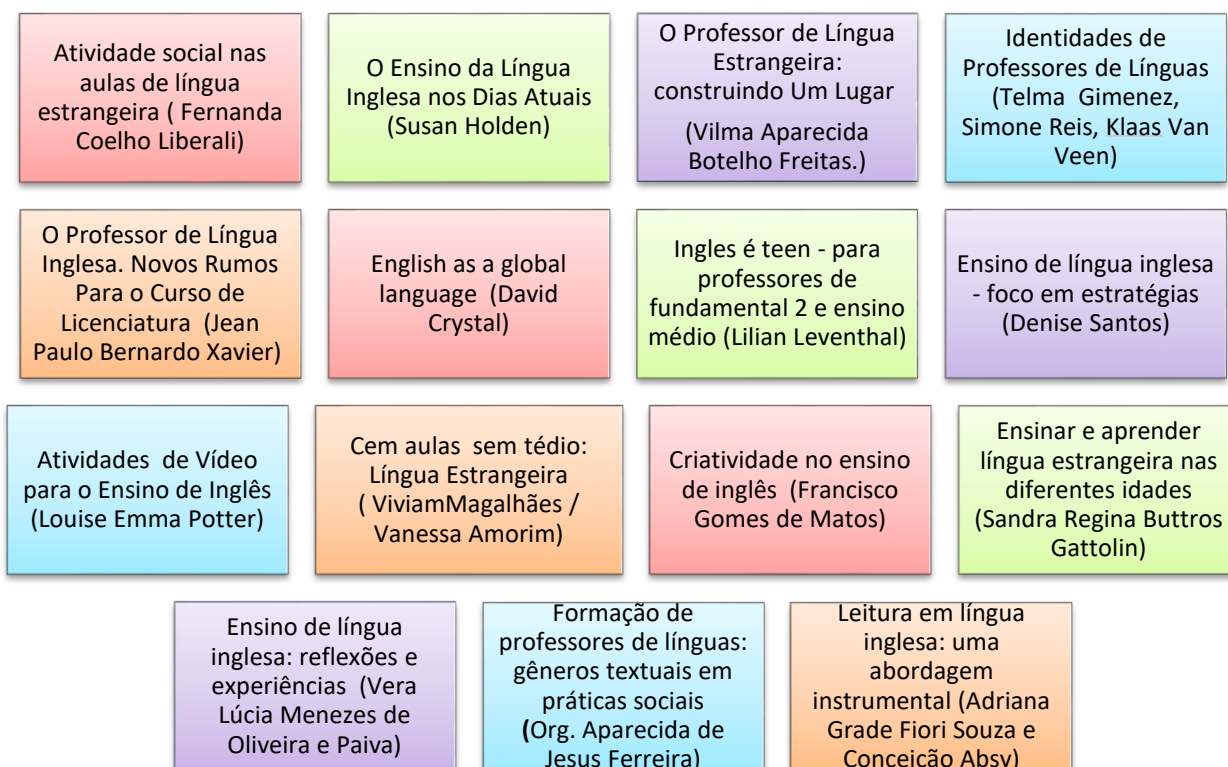 Atividade social nas
aulas de língua
estrangeira ( Fernanda
Coelho Liberali)
O Ensino da Língua
Inglesa nos Dias Atuais
(Susan Holden)
O Professor de Língua
Estrangeira:
construindo Um Lugar
(Vilma Aparecida
Botelho Freitas.)
Identidades de
Professores de Línguas
(Telma Gimenez,
Simone Reis, Klaas Van
Veen)
O Professor de Língua
Inglesa. Novos Rumos
Para o Curso de
Licenciatura (Jean
Paulo Bernardo Xavier)
English as a global
language (David
Crystal)
Ingles é teen - para
professores de
fundamental 2 e ensino
médio (Lilian Leventhal)
Ensino de língua inglesa
- foco em estratégias
(Denise Santos)
Atividades de Vídeo
para o Ensino de Inglês
(Louise Emma Potter)
Cem aulas sem tédio:
Língua Estrangeira
( ViviamMagalhães /
Vanessa Amorim)
Criatividade no ensino
de inglês (Francisco
Gomes de Matos)
Ensinar e aprender
língua estrangeira nas
diferentes idades
(Sandra Regina Buttros
Gattolin)
Ensino de língua
inglesa: reflexões e
experiências (Vera
Lúcia Menezes de
Oliveira e Paiva)
Formação de
professores de línguas:
gêneros textuais em
práticas sociais
(Org. Aparecida de
Jesus Ferreira)
Leitura em língua
inglesa: uma
abordagem
instrumental (Adriana
Grade Fiori Souza e
Conceição Absy)